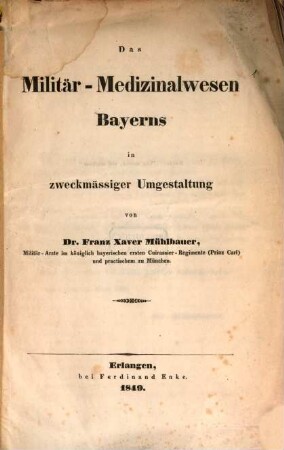 Das
Militär-Medizinalwesen
Bayerns
in
zweckmässiger Umgestaltung
von
Dr. Franz Xaver Mühlbauer,
Militär-Arzte im königlich bayerischen ersten Cuirassier-Regimente (Prinz Carl)
und practischem zu München.
Erlangen,
bei Ferdinand Enke.
1849.